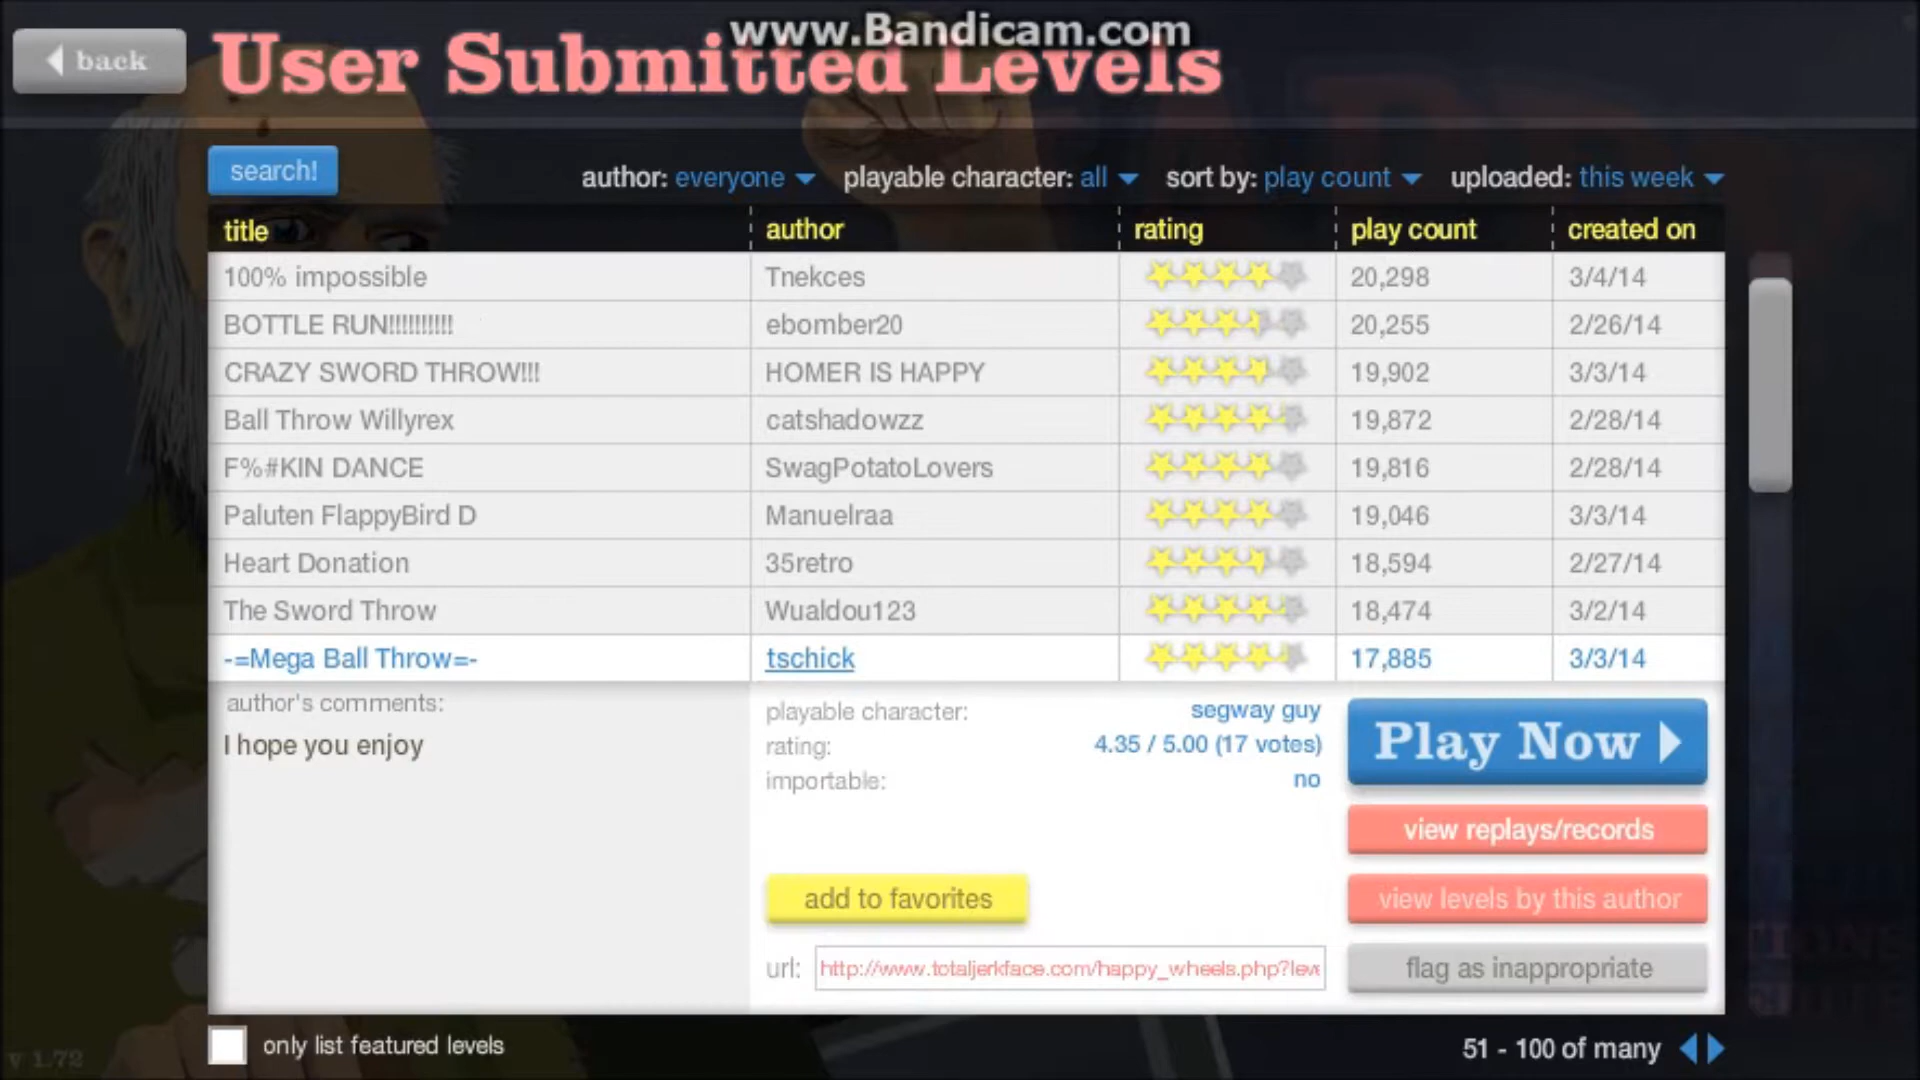 www.Bandicam.com
back
User Submitted Levels
search!
author: everyone playable character: all sort by: play count uploaded: this week
title author rating play count created on
100% impossible Tnekces 20,298 3/4/14
BOTTLE RUN!!!!!!!!!! ebomber20 20,255 2/26/14
CRAZY SWORD THROW!!! HOMER IS HAPPY 19,902 3/3/14
Ball Throw Willyrex catshadowzz 19,872 2/28/14
F%#KIN DANCE SwagPotatoLovers 19,816 2/28/14
Paluten FlappyBird D Manuelraa 19,046 3/3/14
Heart Donation 35retro 18,594 2/27/14
The Sword Throw Wualdou123 18,474 3/2/14
-=Mega Ball Throw=- tschick 17,885 3/3/14
author's comments:
I hope you enjoy
playable character: segway guy
rating: 4.35 / 5.00 (17 votes)
importable: no
Play Now
view replays/records
add to favorites
view levels by this author
url: http://www.totaljerkface.com/happy_wheels.php?lev
flag as inappropriate
only list featured levels
51 - 100 of many
v 1.72